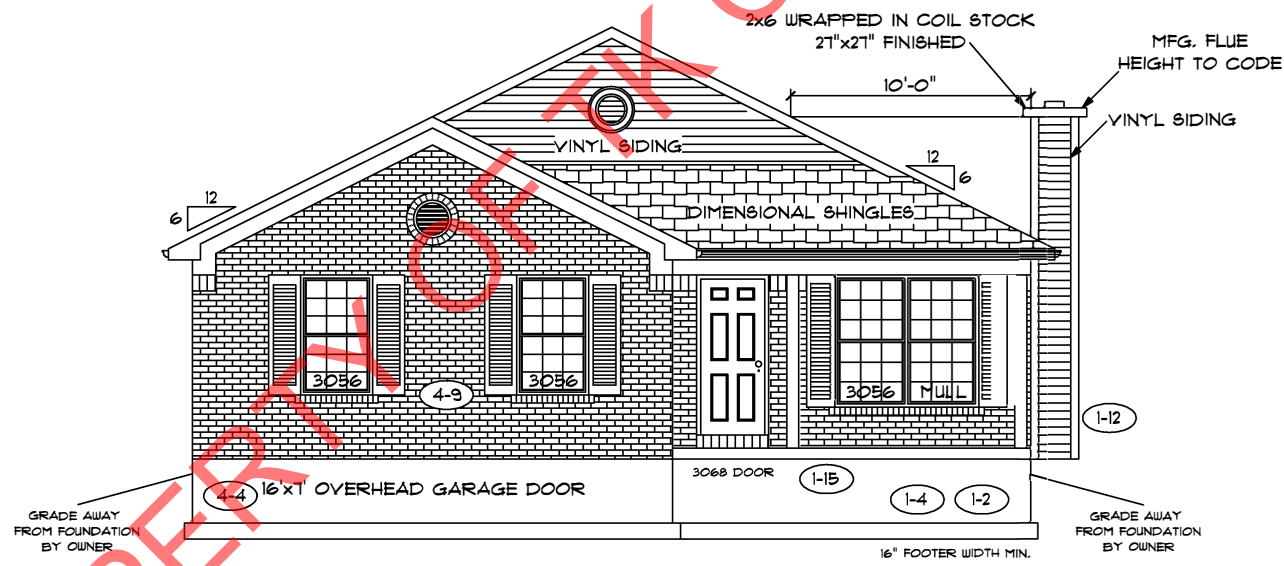 2x6 WRAPPED IN COIL STOCK
27"x27" FINISHED
MFG. FLUE
HEIGHT TO CODE
10'-0"
VINYL SIDING
VINYL SIDING
12
6
12
6
DIMENSIONAL SHINGLES
3056
3056
3056
MULL
4-9
1-12
3068 DOOR
1-15
4-4
16'x7' OVERHEAD GARAGE DOOR
1-4
1-2
GRADE AWAY
FROM FOUNDATION
BY OWNER
GRADE AWAY
FROM FOUNDATION
BY OWNER
16" FOOTER WIDTH MIN.
PERTY OF TK